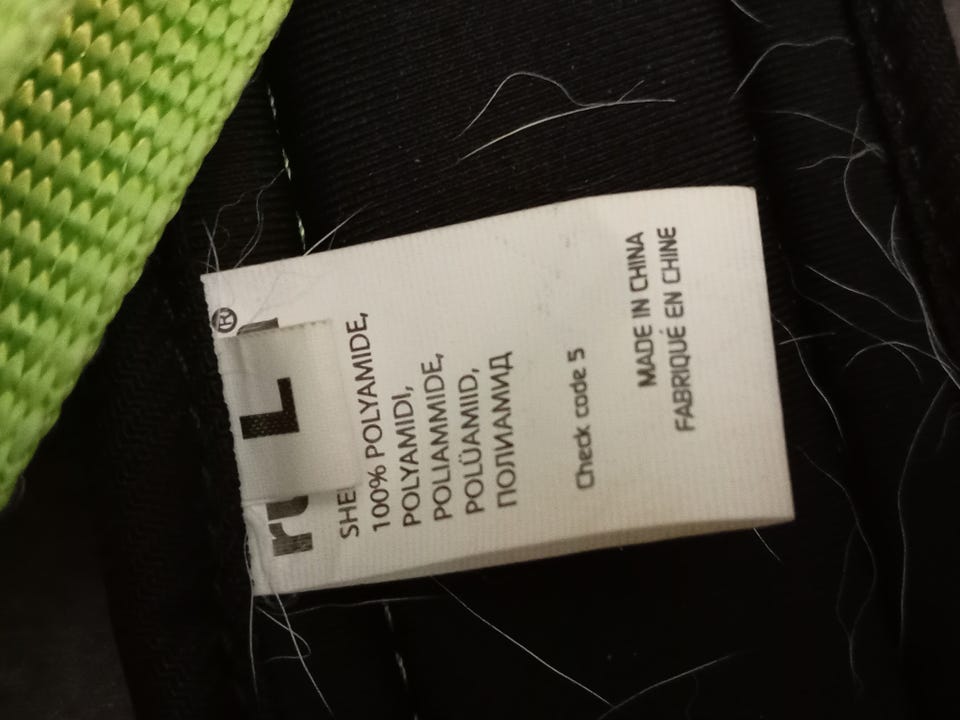 ®
L
SHE
100% POLYAMIDE,
POLYAMIDI,
POLIAMMIDE,
POLÜAMIID,
ПОЛИАМИД
Check code 5
MADE IN CHINA
FABRIQUÉ EN CHINE